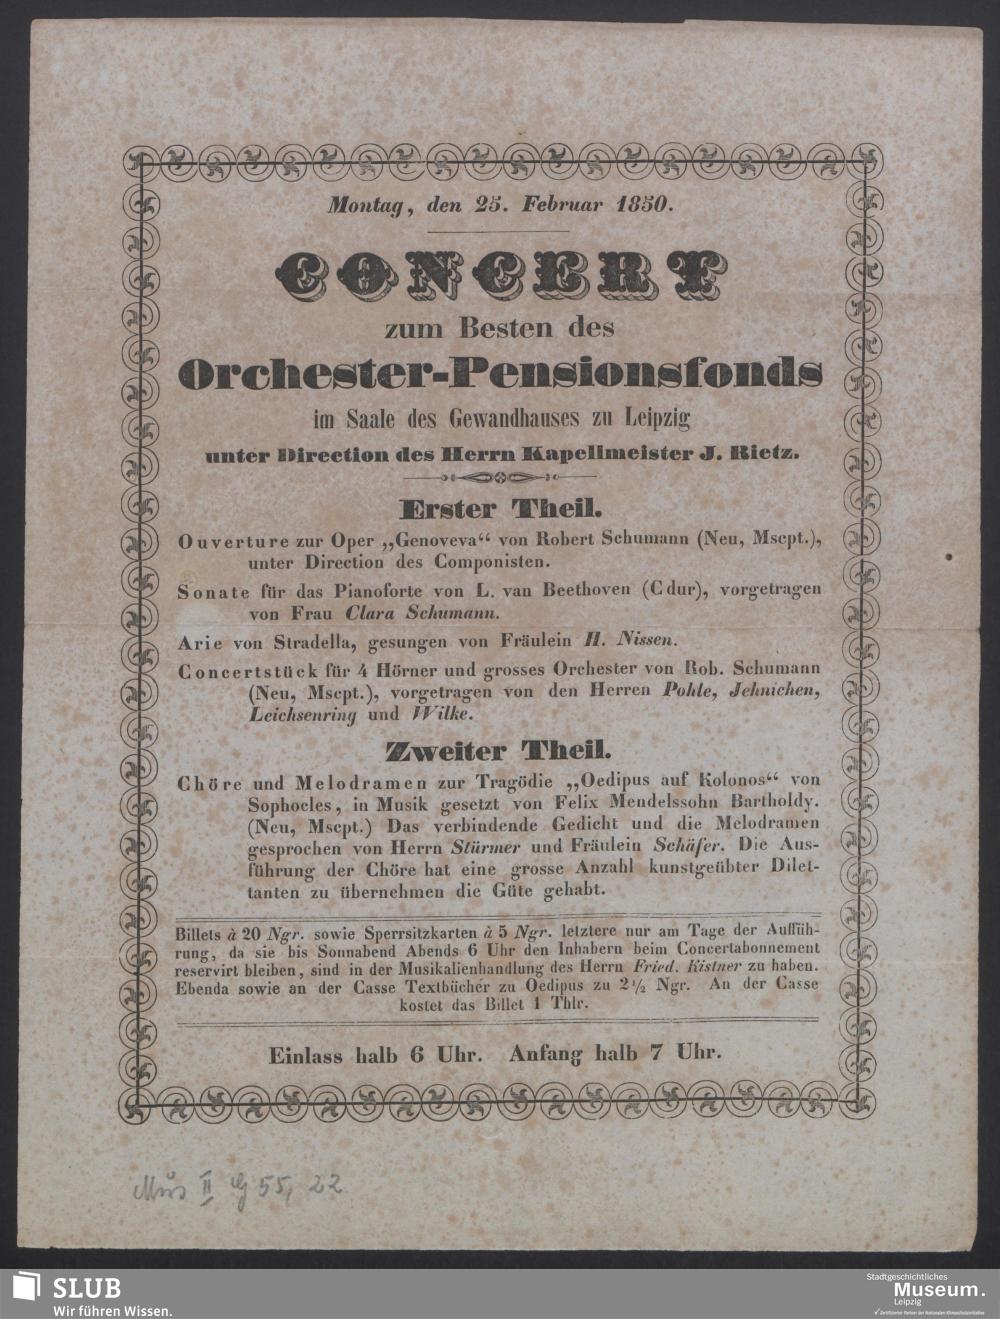 Montag, den 25. Februar 1850.
CONCERT
zum Besten des
Orchester-Pensionsfonds
im Saale des Gewandhauses zu Leipzig
unter Direction des Herrn Kapellmeister J. Rietz.
Erster Theil.
Ouverture zur Oper „Genoveva“ von Robert Schumann (Neu, Mscpt.),
unter Direction des Componisten.
Sonate für das Pianoforte von L. van Beethoven (C dur), vorgetragen
von Frau Clara Schumann.
Arie von Stradella, gesungen von Fräulein H. Nissen.
Concertstück für 4 Hörner und grosses Orchester von Rob. Schumann
(Neu, Mscpt.), vorgetragen von den Herren Pohle, Jehnichen,
Leichsenring und Wilke.
Zweiter Theil.
Chöre und Melodramen zur Tragödie „Oedipus auf Kolonos“ von
Sophocles, in Musik gesetzt von Felix Mendelssohn Bartholdy.
(Neu, Mscpt.) Das verbindende Gedicht und die Melodramen
gesprochen von Herrn Stürmer und Fräulein Schäfer. Die Aus-
führung der Chöre hat eine grosse Anzahl kunstgeübter Dilet-
tanten zu übernehmen die Güte gehabt.
Billets à 20 Ngr. sowie Sperrsitzkarten à 5 Ngr. letztere nur am Tage der Auffüh-
rung, da sie bis Sonnabend Abends 6 Uhr den Inhabern beim Concertabonnement
reservirt bleiben, sind in der Musikalienhandlung des Herrn Fried. Kistner zu haben.
Ebenda sowie an der Casse Textbücher zu Oedipus zu 2½ Ngr. An der Casse
kostet das Billet 1 Thlr.
Einlass halb 6 Uhr. Anfang halb 7 Uhr.
Mus II G 55, 22
SLUB
Wir führen Wissen.
Stadtgeschichtliches
Museum.
Leipzig
Zertifizierter Partner der Nationalen Klimaschutzinitiative